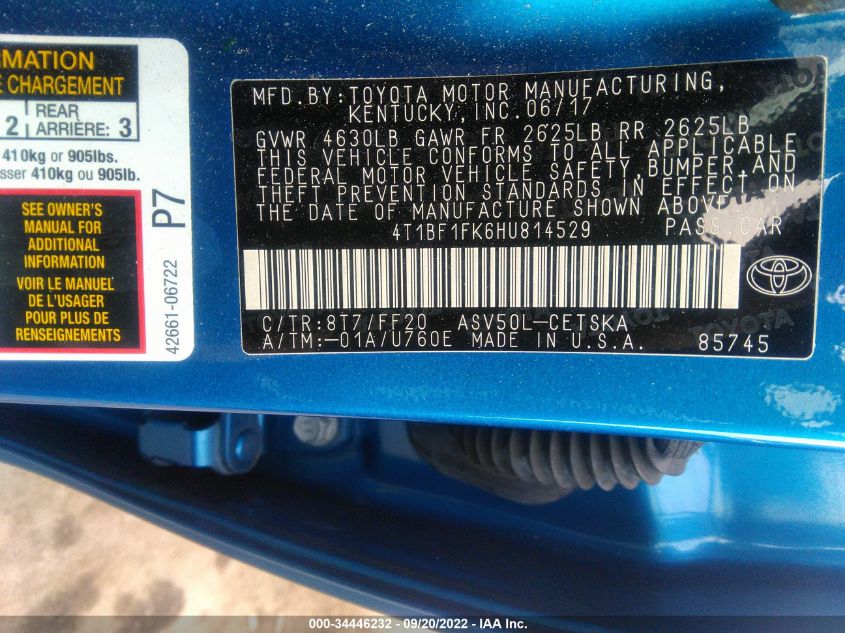 MATION
E CHARGEMENT
2
REAR
ARRIÈRE: 3
410kg or 905lbs.
sser 410kg ou 905lb.
SEE OWNER'S
MANUAL FOR
ADDITIONAL
INFORMATION
VOIR LE MANUEL
DE L'USAGER
POUR PLUS DE
RENSEIGNEMENTS
P7
42661-06722
MFD.BY:TOYOTA MOTOR MANUFACTURING,
KENTUCKY,INC.06/17
GVWR 4630LB GAWR FR 2625LB RR 2625LB
THIS VEHICLE CONFORMS TO ALL APPLICABLE
FEDERAL MOTOR VEHICLE SAFETY,BUMPER,AND
THEFT PREVENTION STANDARDS IN EFFECT ON
THE DATE OF MANUFACTURE SHOWN ABOVE.
4T1BF1FK6HU814529 PASS.CAR
C/TR:8T7/FF20 ASV50L-CETSKA
A/TM:-01A/U760E MADE IN U.S.A. 85745
000-34446232 - 09/20/2022 - IAA Inc.